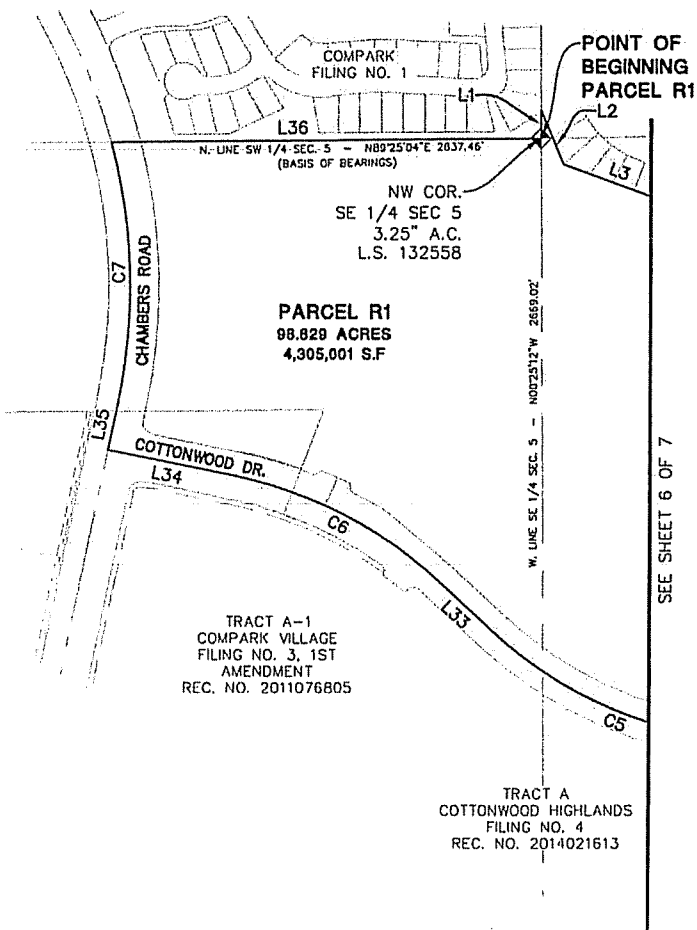 COMPARK
FILING NO. 1
POINT OF
BEGINNING
PARCEL R1
L1
L2
L36
N. LINE SW 1/4 SEC. 5 - N89°25'04"E 2637.46'
(BASIS OF BEARINGS)
L3
NW COR.
SE 1/4 SEC 5
3.25" A.C.
L.S. 132558
C7
CHAMBERS ROAD
PARCEL R1
98.829 ACRES
4,305,001 S.F
W. LINE SE 1/4 SEC. 5 - N00°25'12"W 2669.02'
L35
COTTONWOOD DR.
L34
SEE SHEET 6 OF 7
C6
L33
TRACT A-1
COMPARK VILLAGE
FILING NO. 3, 1ST
AMENDMENT
REC. NO. 2011076805
C5
TRACT A
COTTONWOOD HIGHLANDS
FILING NO. 4
REC. NO. 2014021613